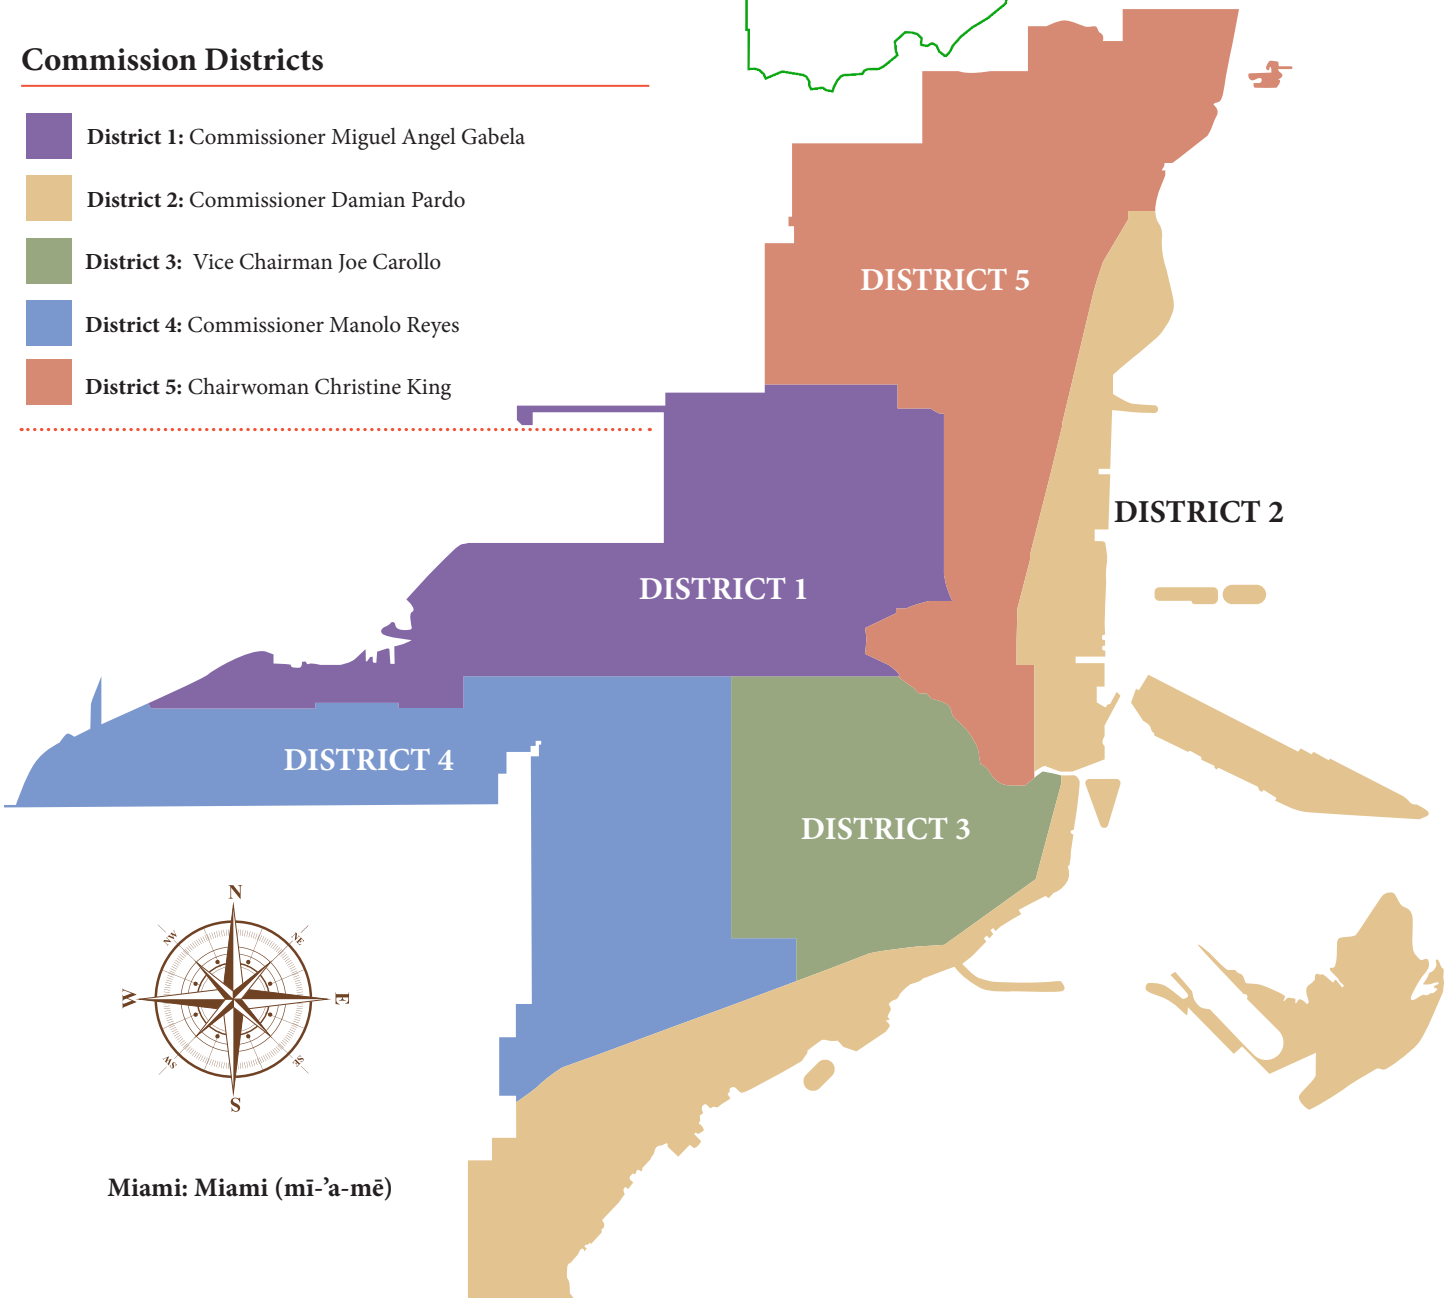 Commission Districts
District 1: Commissioner Miguel Angel Gabela
District 2: Commissioner Damian Pardo
District 3: Vice Chairman Joe Carollo
District 4: Commissioner Manolo Reyes
District 5: Chairwoman Christine King
DISTRICT 5
DISTRICT 2
DISTRICT 1
DISTRICT 4
DISTRICT 3
N
NW
NE
W
E
SW
SE
S
Miami: Miami (mī-’a-mē)